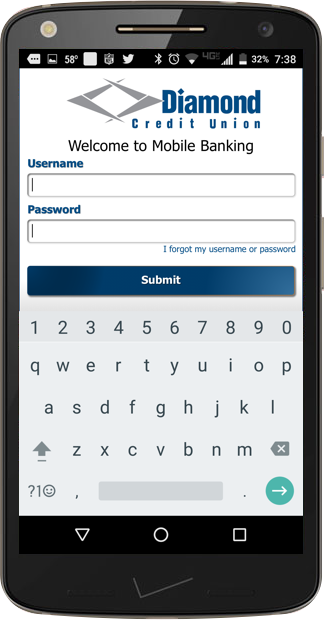 58° 4G 32% 7:38
Diamond
Credit Union
Welcome to Mobile Banking
Username
Password
I forgot my username or password
Submit
1 2 3 4 5 6 7 8 9 0
q w e r t y u i o p
a s d f g h j k l
z x c v b n m
?1☺ , .